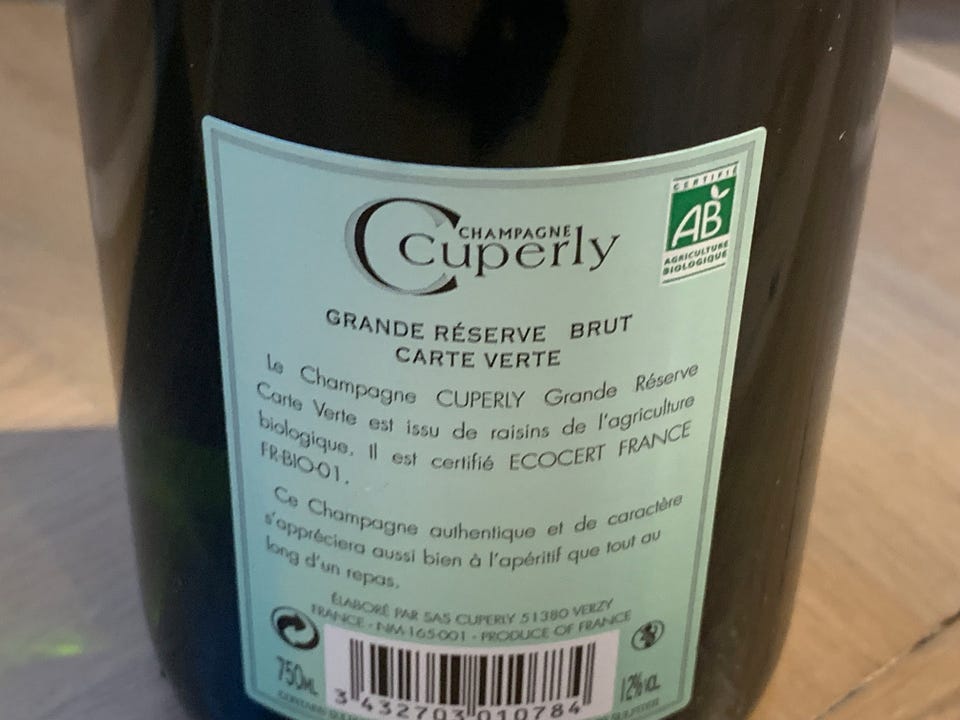 CHAMPAGNE
Cuperly
CERTIFIÉ
AB
AGRICULTURE
BIOLOGIQUE
GRANDE RÉSERVE BRUT
CARTE VERTE
Le Champagne CUPERLY Grande Réserve
Carte Verte est issu de raisins de l'agriculture
biologique. Il est certifié ECOCERT FRANCE
FR-BIO-01.
Ce Champagne authentique et de caractère
s'appréciera aussi bien à l'apéritif que tout au
long d'un repas.
ÉLABORÉ PAR SAS CUPERLY 51380 VERZY
FRANCE - NM-165-001 - PRODUCE OF FRANCE
750ML
12% VOL.
3 432703 010784